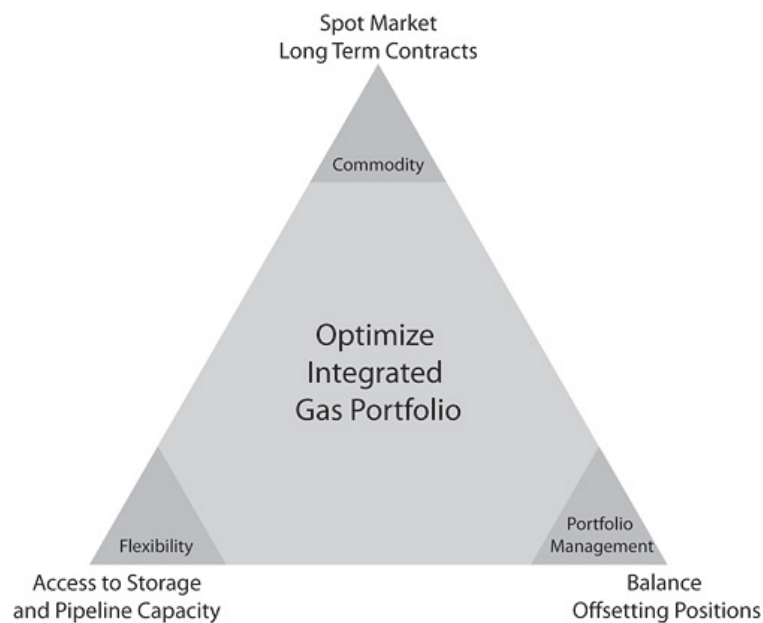 Spot Market
Long Term Contracts
Commodity
Optimize
Integrated
Gas Portfolio
Flexibility
Portfolio
Management
Access to Storage
and Pipeline Capacity
Balance
Offsetting Positions